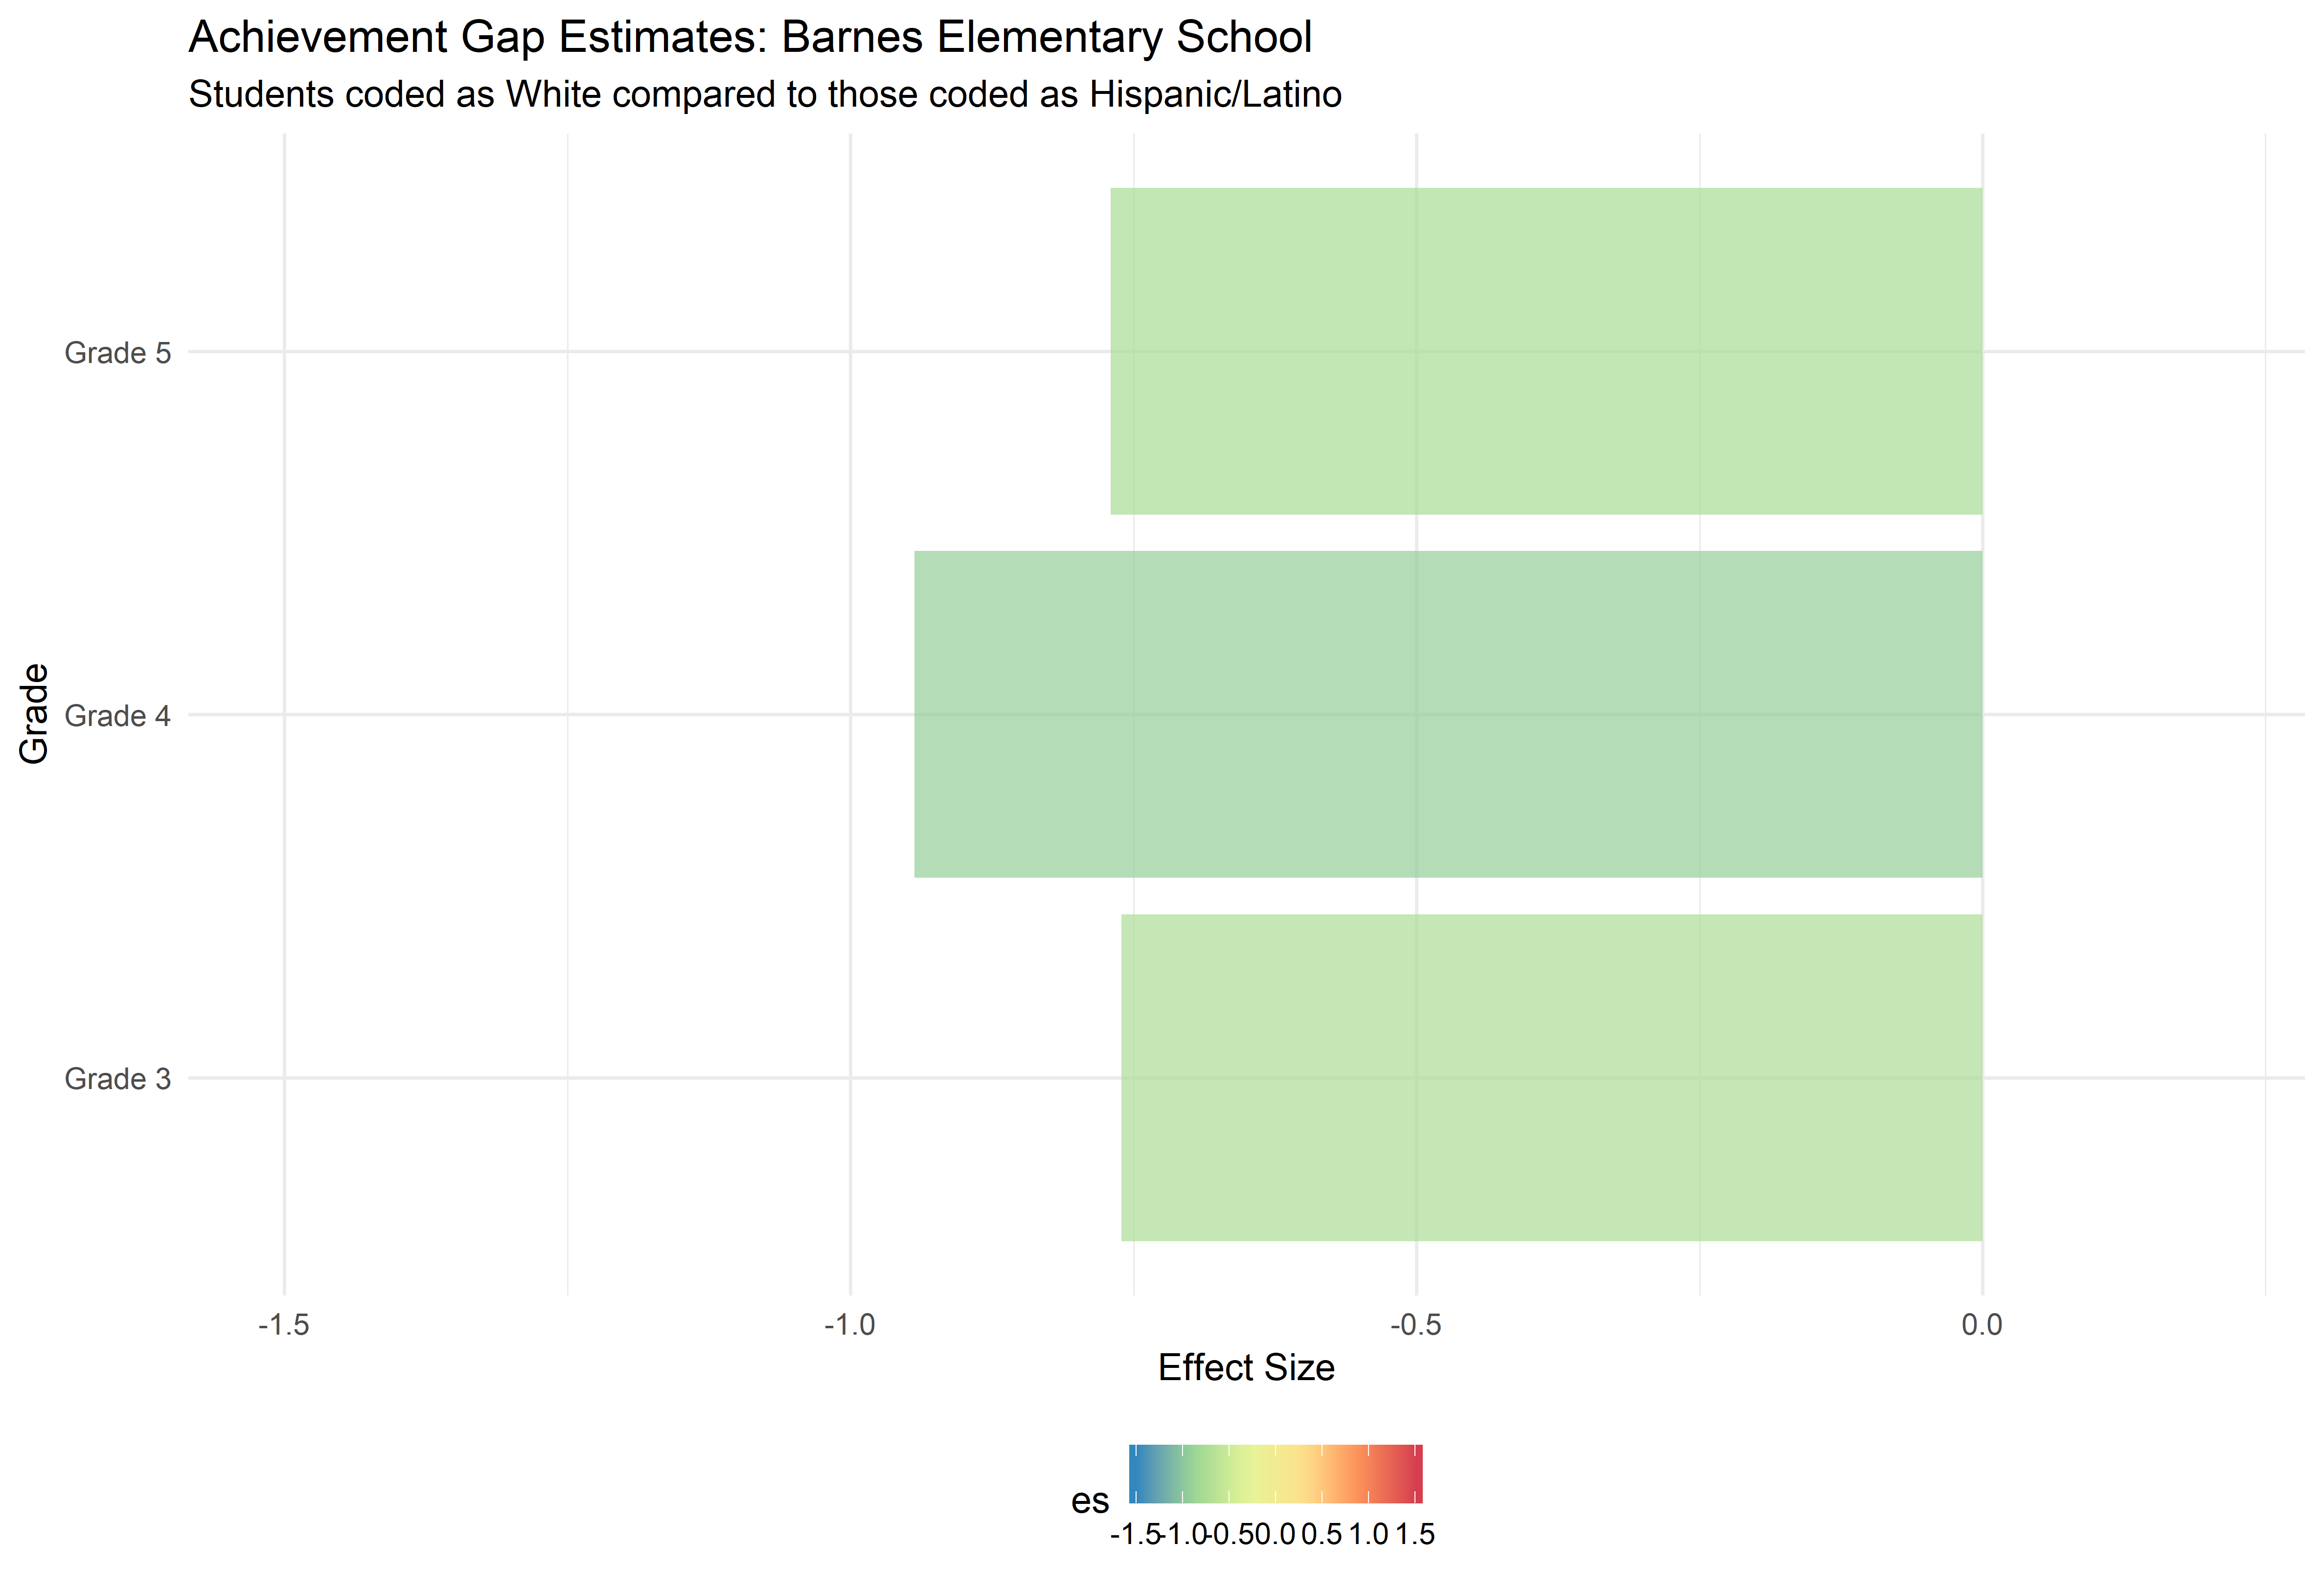 Achievement Gap Estimates: Barnes Elementary School
Students coded as White compared to those coded as Hispanic/Latino
Grade 5
Grade 4
Grade 3
Grade
-1.5 -1.0 -0.5 0.0
Effect Size
es
-1.5 -1.0 -0.5 0.0 0.5 1.0 1.5